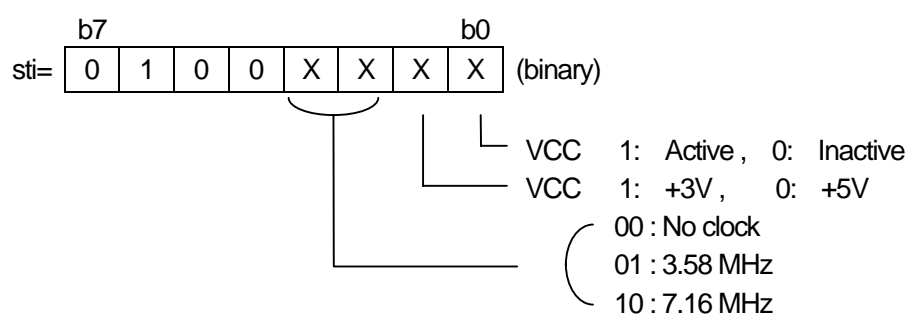 b7 b0
sti= 0 1 0 0 X X X X (binary)
VCC 1: Active , 0: Inactive
VCC 1: +3V , 0: +5V
00 : No clock
01 : 3.58 MHz
10 : 7.16 MHz